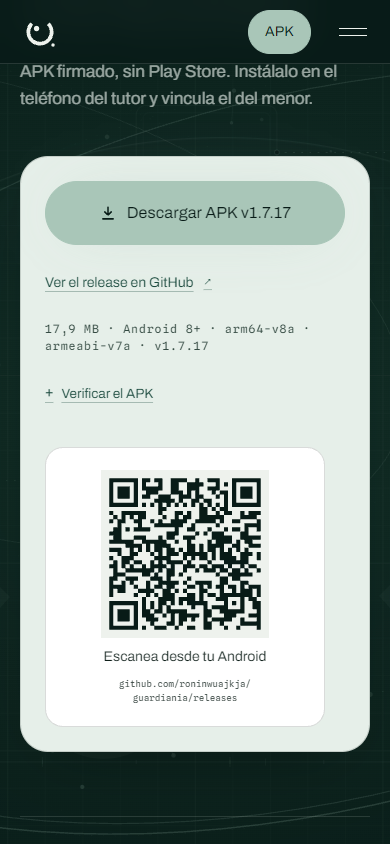 APK
APK firmado, sin Play Store. Instálalo en el
teléfono del tutor y vincula el del menor.
Descargar APK v1.7.17
Ver el release en GitHub ↗
17,9 MB · Android 8+ · arm64-v8a ·
armeabi-v7a · v1.7.17
+ Verificar el APK
Escanea desde tu Android
github.com/roninwuajkja/
guardiania/releases